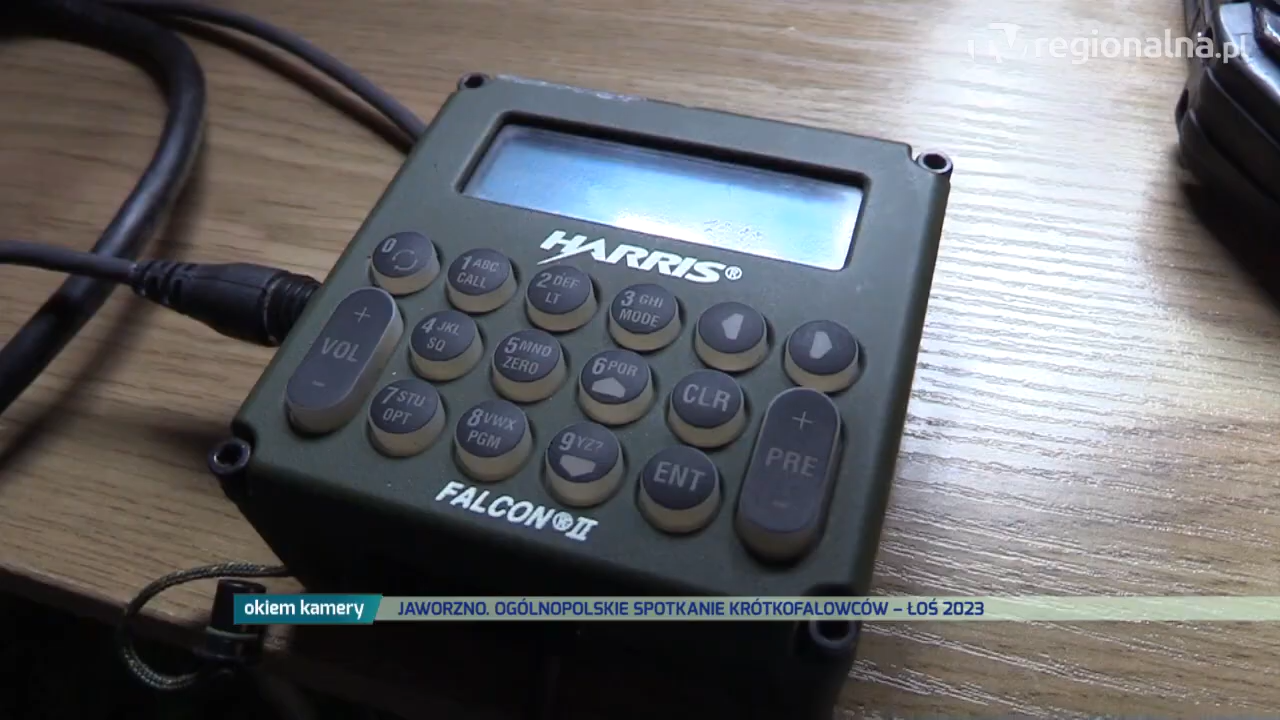 tv regionalna.pl
HARRIS®
0
1 ABC CALL
2 DEF LT
3 GHI MODE
+ VOL -
4 JKL SQ
5 MNO ZERO
6 PQR
CLR
+ PRE -
7 STU OPT
8 VWX PGM
9 YZ?
ENT
FALCON® II
okiem kamery
JAWORZNO. OGÓLNOPOLSKIE SPOTKANIE KRÓTKOFALOWCÓW – ŁOŚ 2023